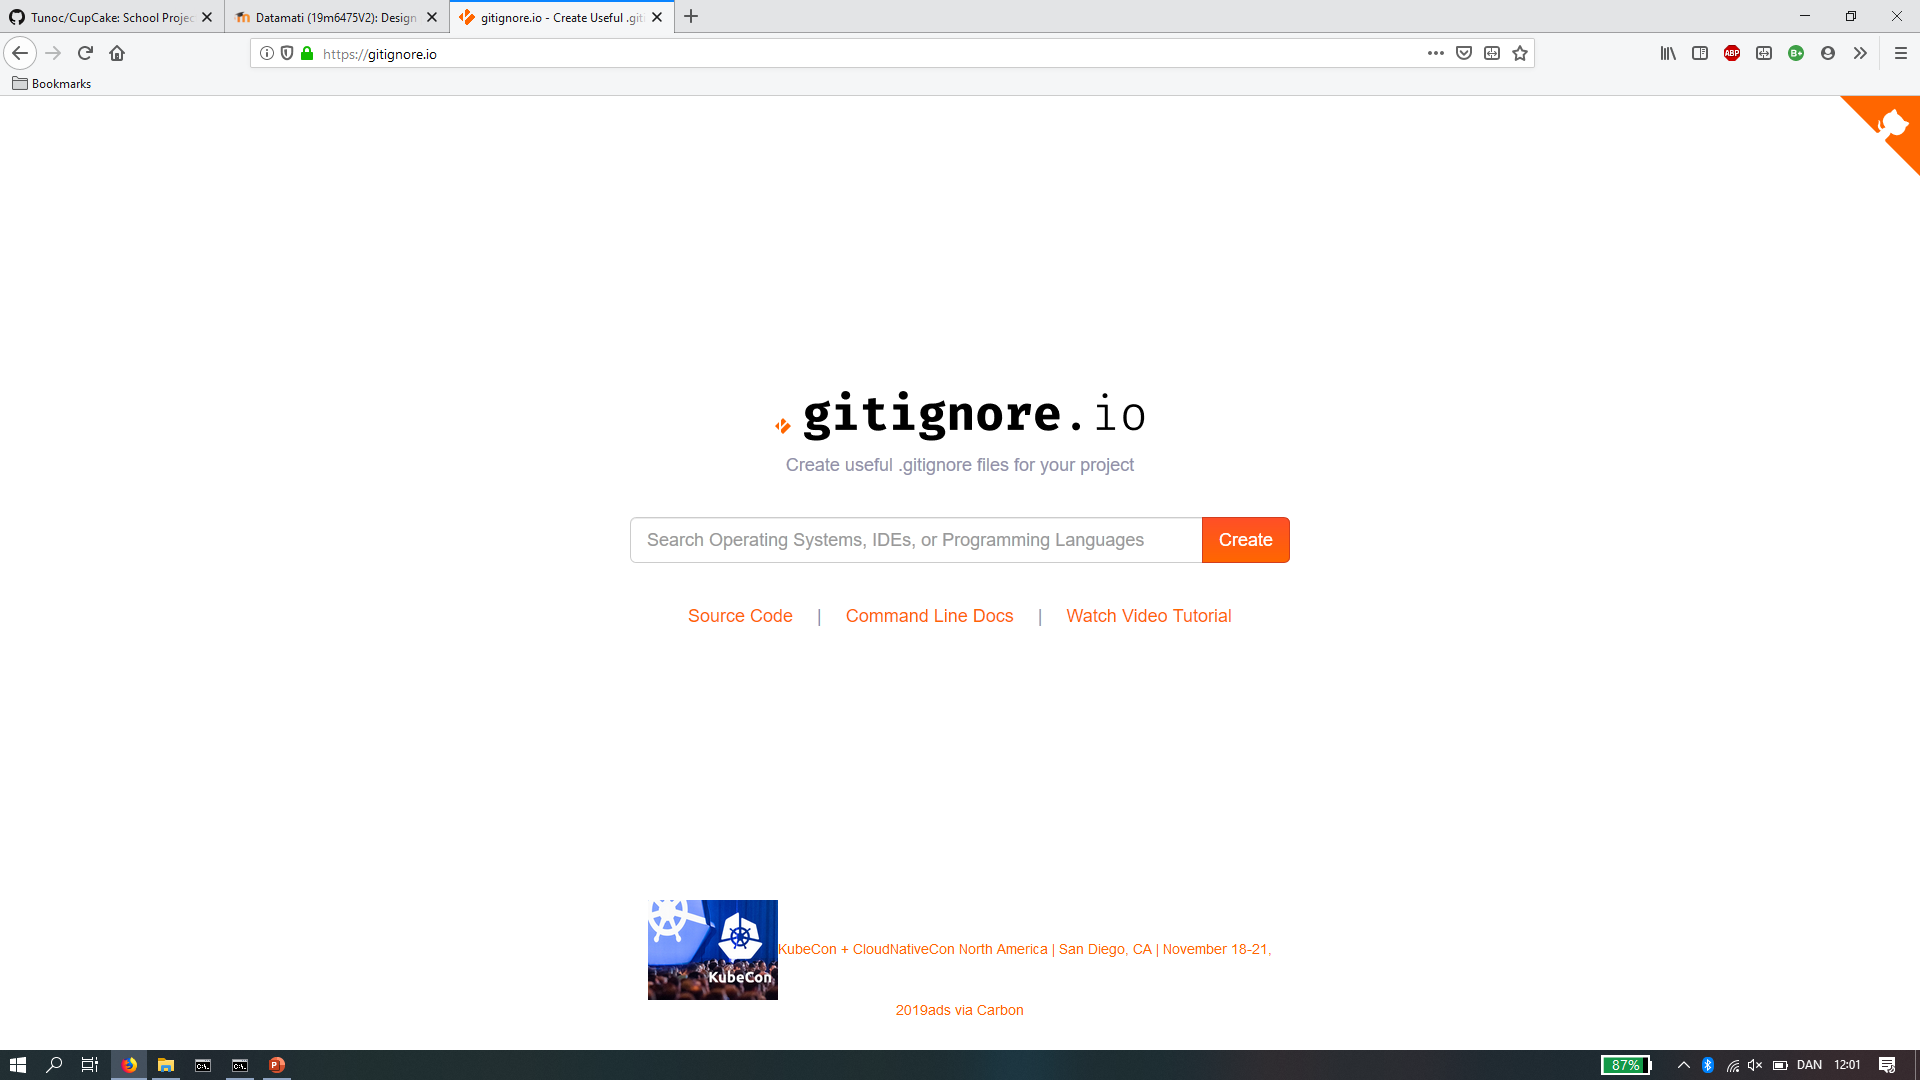 Tunoc/CupCake: School Projec
Datamati (19m6475V2): Design
gitignore.io - Create Useful .git
https://gitignore.io
ABP
B+
Bookmarks
gitignore.io
Create useful .gitignore files for your project
Search Operating Systems, IDEs, or Programming Languages
Create
Source Code | Command Line Docs | Watch Video Tutorial
KubeCon
KubeCon + CloudNativeCon North America | San Diego, CA | November 18-21,
2019ads via Carbon
C:\.
C:\.
P
87%
DAN
12:01